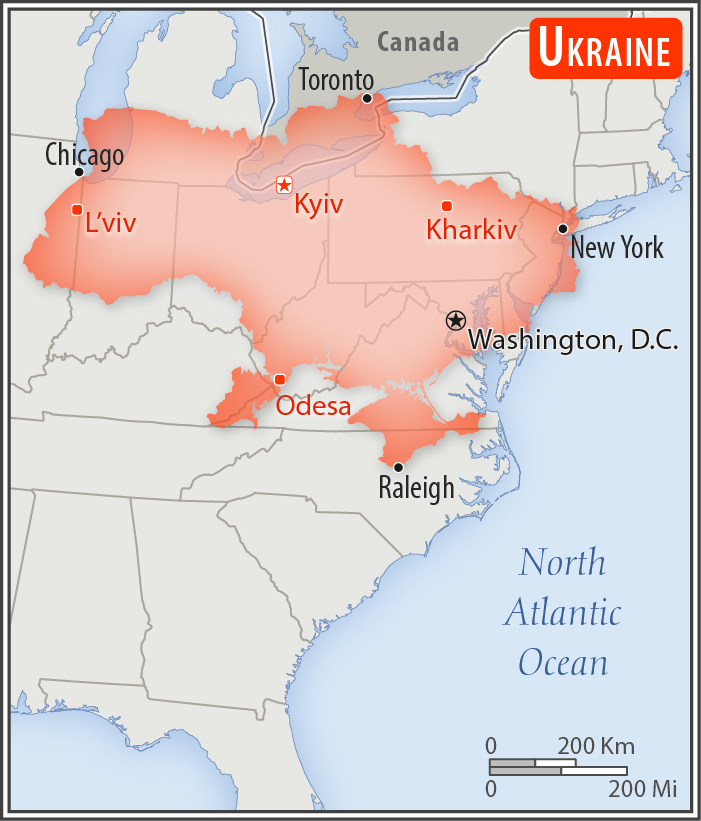 Canada
UKRAINE
Toronto
Chicago
Kyiv
L'viv
Kharkiv
New York
Washington, D.C.
Odesa
Raleigh
North
Atlantic
Ocean
0 200 Km
0 200 Mi